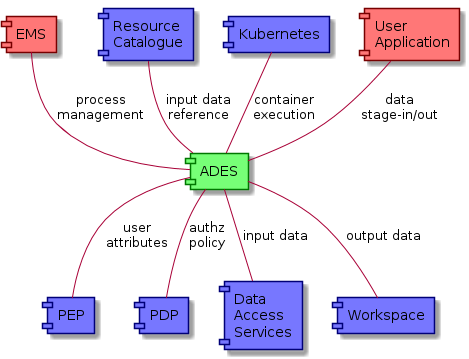 EMS
Resource
Catalogue
Kubernetes
User
Application
process
management
input data
reference
container
execution
data
stage-in/out
ADES
user
attributes
authz
policy
input data
output data
PEP
PDP
Data
Access
Services
Workspace